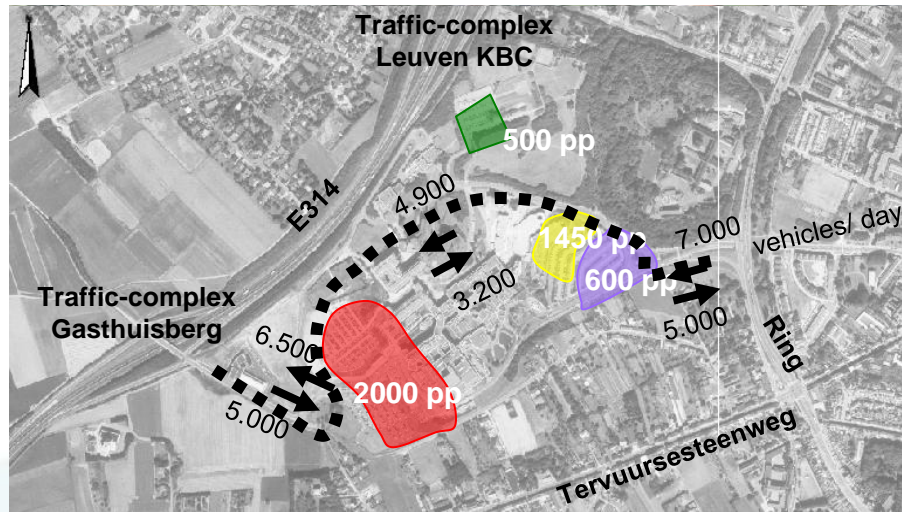 Traffic-complex
Leuven KBC
500 pp
E314
4.900
1450 pp
7.000
vehicles/ day
600 pp
3.200
5.000
Traffic-complex
Gasthuisberg
6.500
Ring
2000 pp
5.000
Tervuursesteenweg